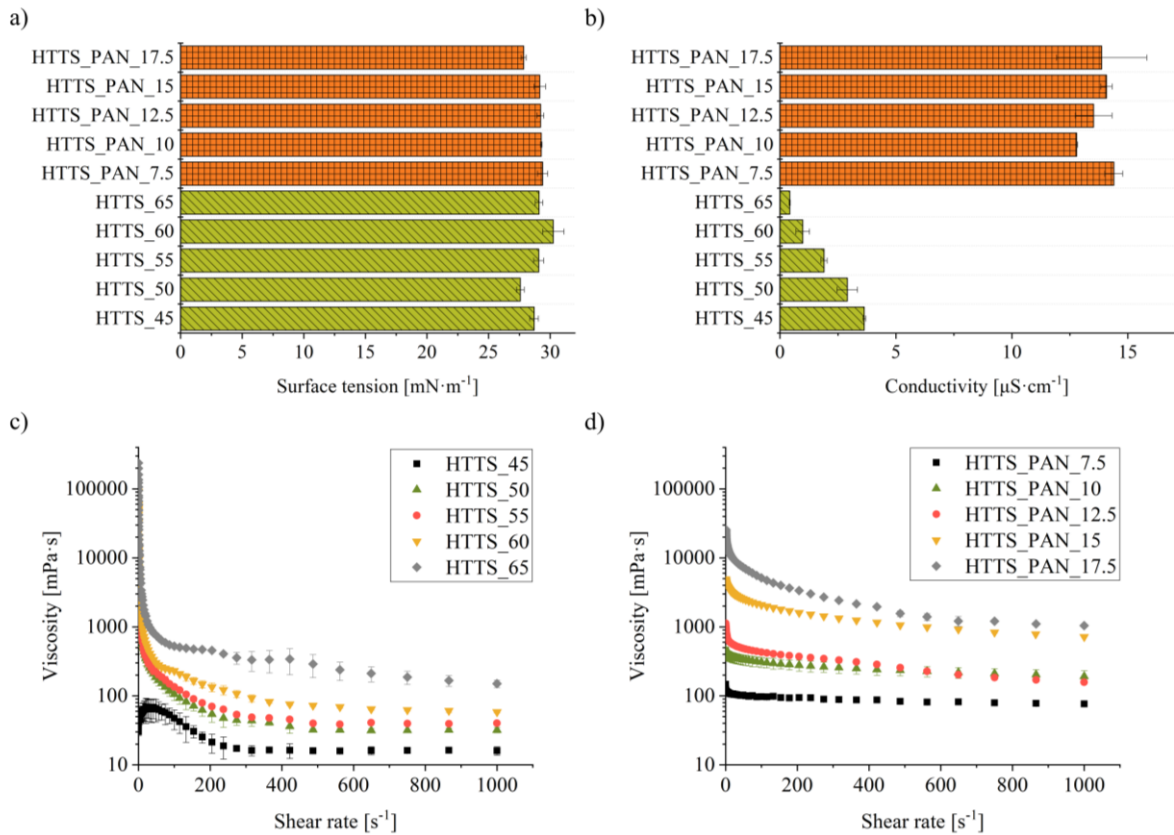 a)
HTTS_PAN_17.5
HTTS_PAN_15
HTTS_PAN_12.5
HTTS_PAN_10
HTTS_PAN_7.5
HTTS_65
HTTS_60
HTTS_55
HTTS_50
HTTS_45
0 5 10 15 20 25 30
Surface tension [mN·m⁻¹]
b)
HTTS_PAN_17.5
HTTS_PAN_15
HTTS_PAN_12.5
HTTS_PAN_10
HTTS_PAN_7.5
HTTS_65
HTTS_60
HTTS_55
HTTS_50
HTTS_45
0 5 10 15
Conductivity [µS·cm⁻¹]
c)
Viscosity [mPa·s]
100000
10000
1000
100
10
HTTS_45
HTTS_50
HTTS_55
HTTS_60
HTTS_65
0 200 400 600 800 1000
Shear rate [s⁻¹]
d)
Viscosity [mPa·s]
100000
10000
1000
100
10
HTTS_PAN_7.5
HTTS_PAN_10
HTTS_PAN_12.5
HTTS_PAN_15
HTTS_PAN_17.5
0 200 400 600 800 1000
Shear rate [s⁻¹]